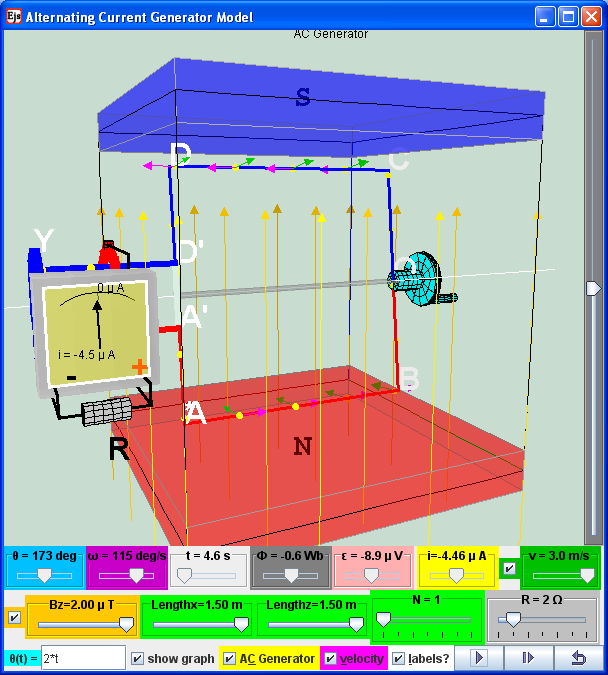 Ejs Alternating Current Generator Model
AC Generator
S
D
C
Y
D'
0 µ A
A'
i = -4.5 µ A
+
-
B
A
R
N
θ = 173 deg
ω = 115 deg/s
t = 4.6 s
Φ = -0.6 Wb
ε = -8.9 µ V
i=-4.46 µ A
v = 3.0 m/s
Bz=2.00 µ T
Lengthx=1.50 m
Lengthz=1.50 m
N = 1
R = 2 Ω
θ(t) = 2*t
show graph
AC Generator
velocity
labels?